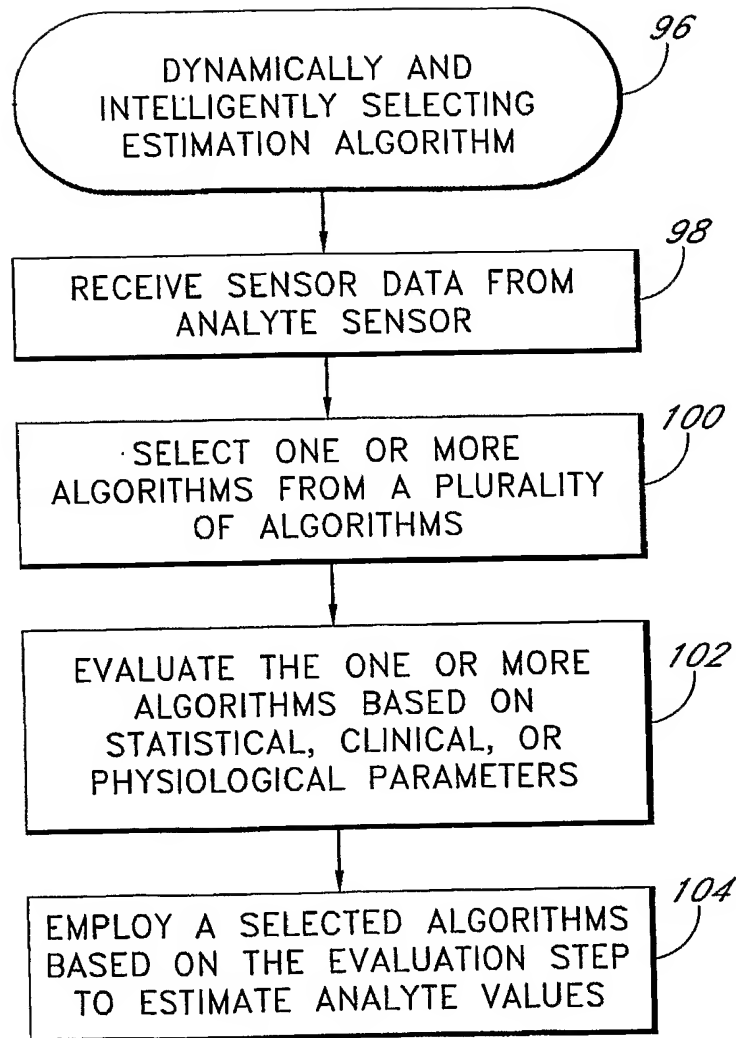 96
DYNAMICALLY AND
INTELLIGENTLY SELECTING
ESTIMATION ALGORITHM
98
RECEIVE SENSOR DATA FROM
ANALYTE SENSOR
100
SELECT ONE OR MORE
ALGORITHMS FROM A PLURALITY
OF ALGORITHMS
102
EVALUATE THE ONE OR MORE
ALGORITHMS BASED ON
STATISTICAL, CLINICAL, OR
PHYSIOLOGICAL PARAMETERS
104
EMPLOY A SELECTED ALGORITHMS
BASED ON THE EVALUATION STEP
TO ESTIMATE ANALYTE VALUES